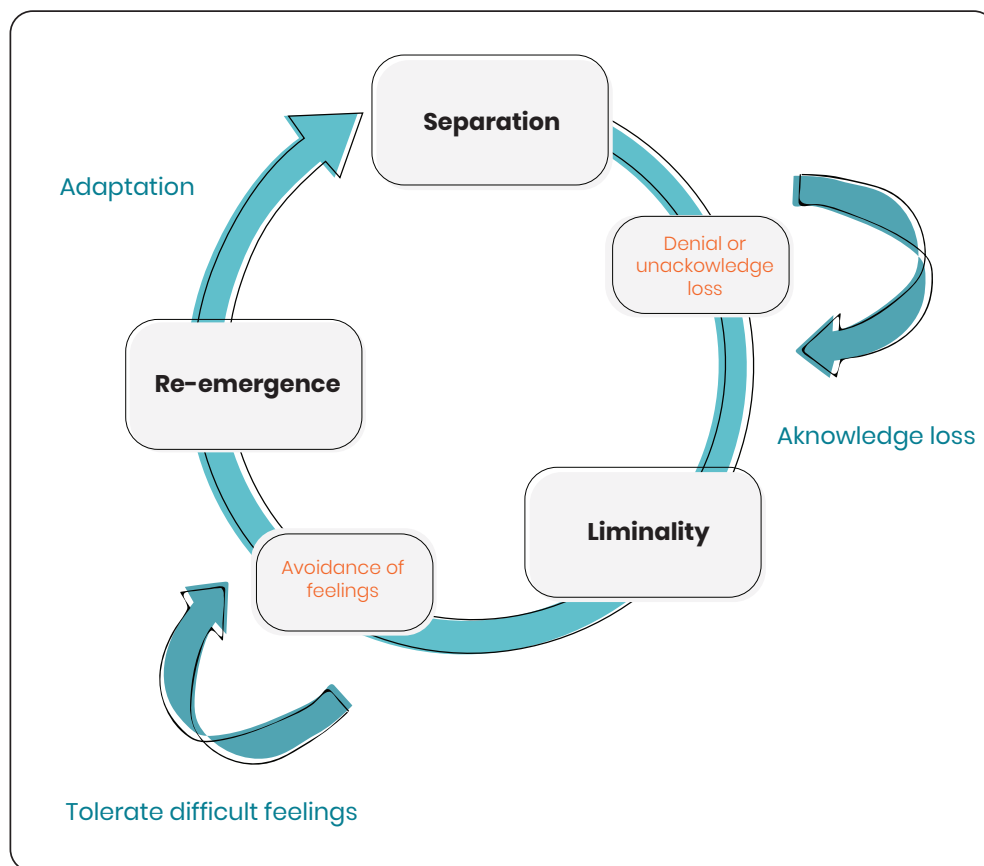 Separation
Adaptation
Denial or
unackowledge
loss
Re-emergence
Aknowledge loss
Liminality
Avoidance of
feelings
Tolerate difficult feelings